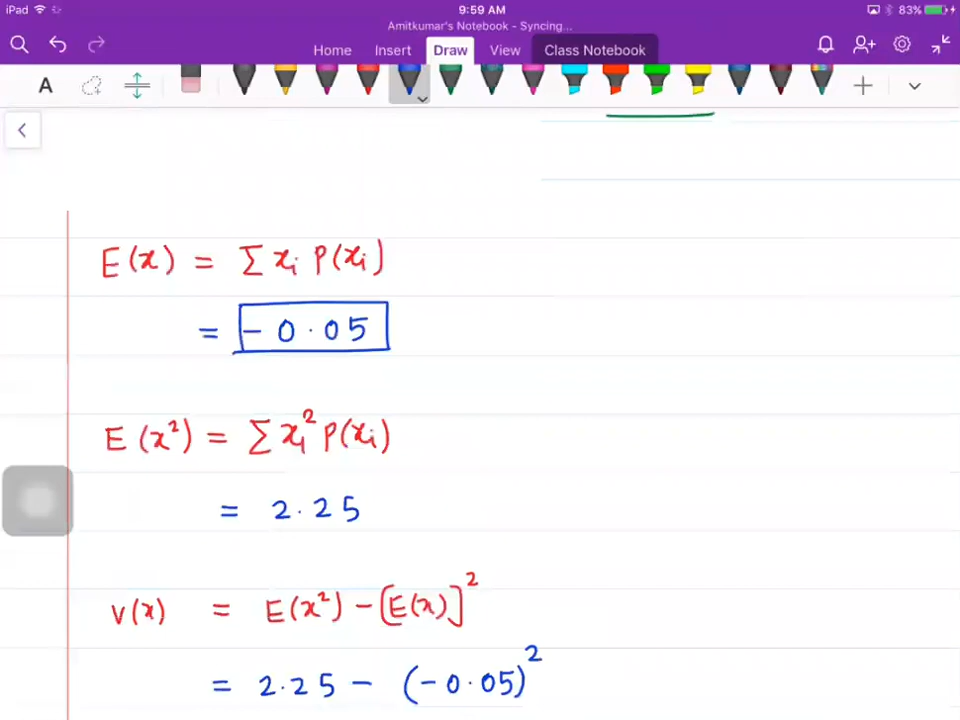 iPad 9:59 AM 83%
Amitkumar's Notebook - Syncing...
Home Insert Draw View Class Notebook
A
E(x) = Σ xi P(xi)
= - 0.05
E(x²) = Σ xi² P(xi)
= 2.25
V(x) = E(x²) - [E(x)]²
= 2.25 - (-0.05)²